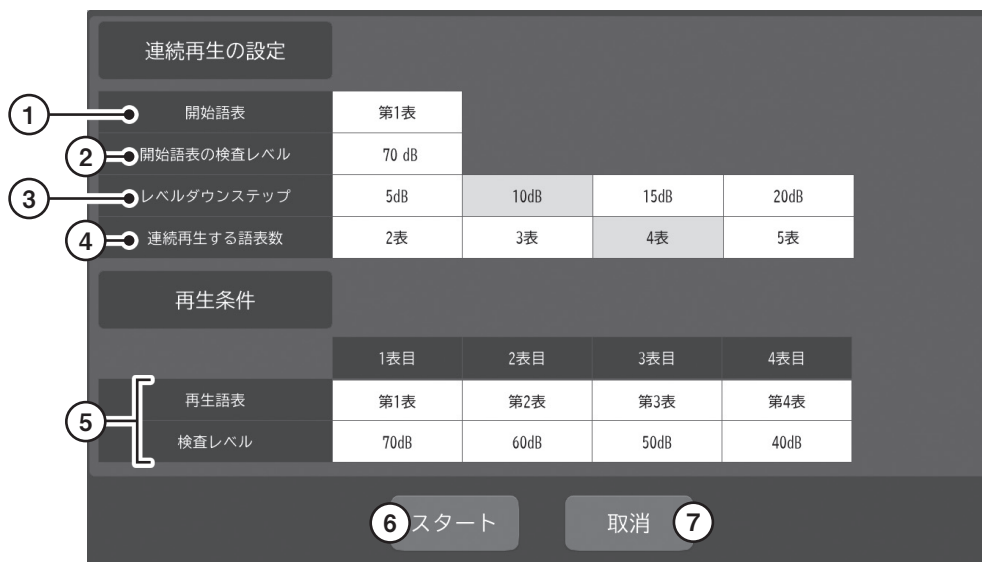 連続再生の設定
① 開始語表 第1表
② 開始語表の検査レベル 70 dB
③ レベルダウンステップ 5dB 10dB 15dB 20dB
④ 連続再生する語表数 2表 3表 4表 5表
再生条件
1表目 2表目 3表目 4表目
⑤ 再生語表 第1表 第2表 第3表 第4表
検査レベル 70dB 60dB 50dB 40dB
⑥ スタート 取消 ⑦